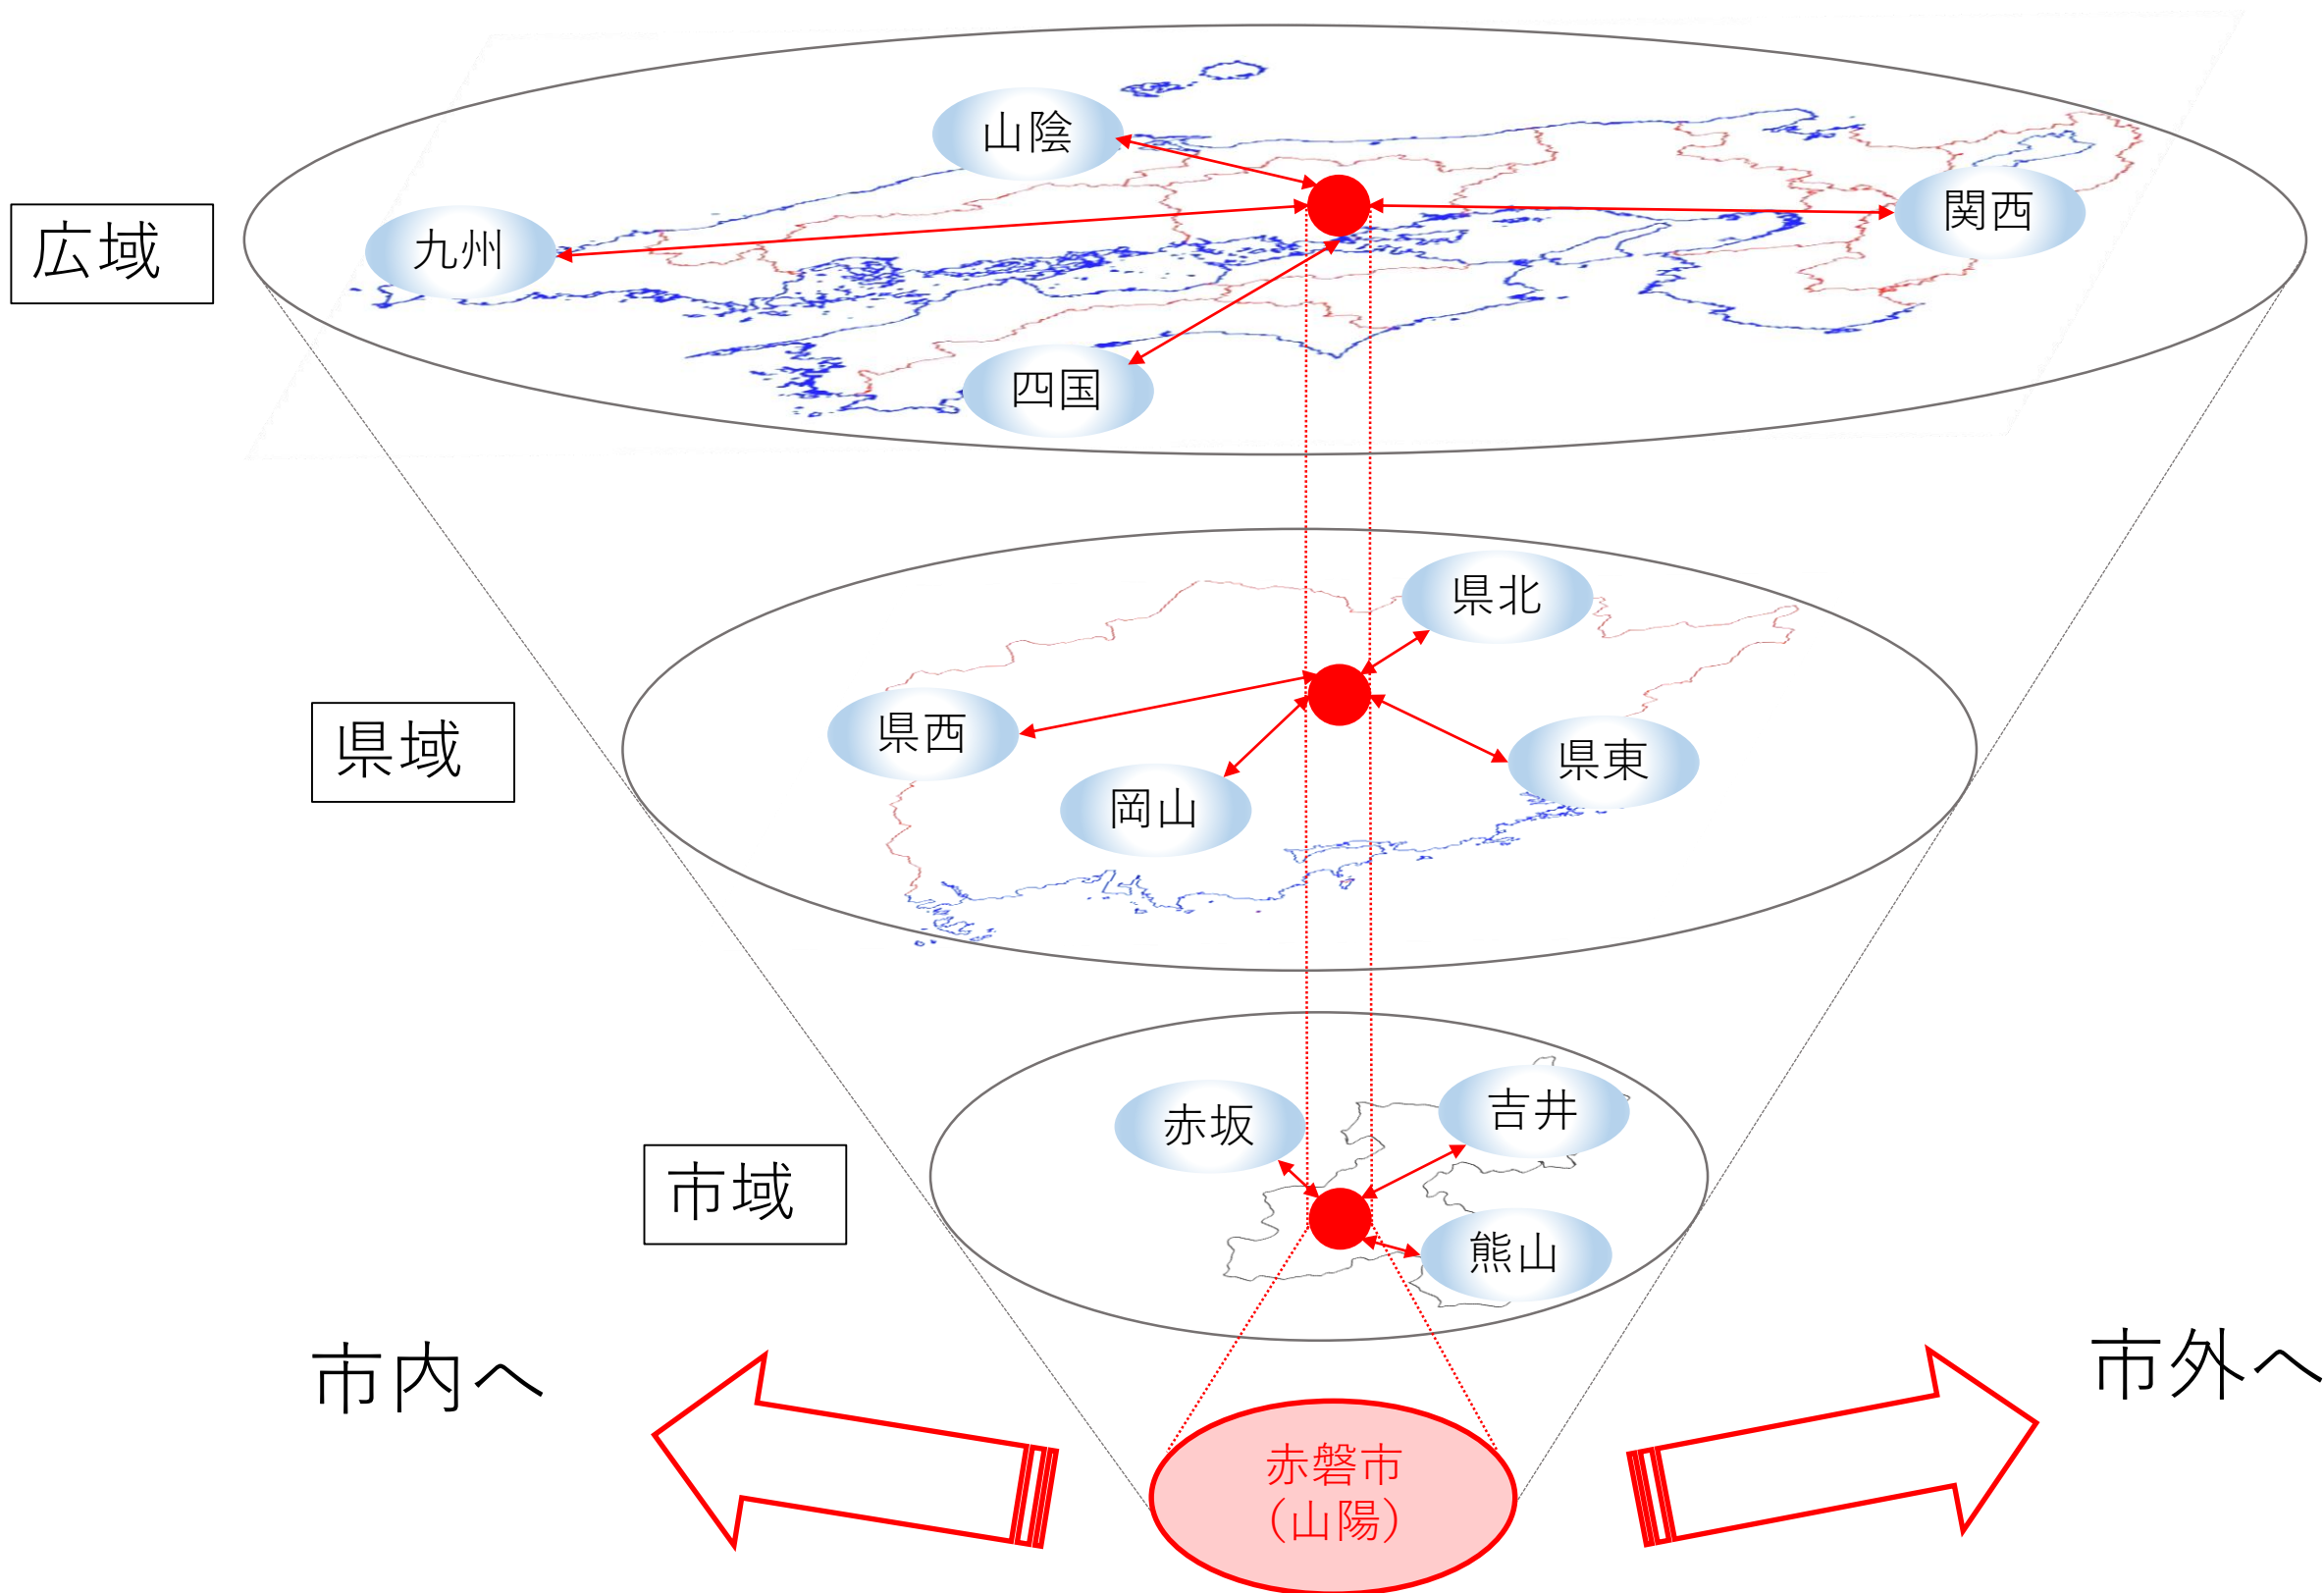 山陰
関西
広域
九州
四国
県北
県域
県西
県東
岡山
吉井
赤坂
市域
熊山
市内へ
市外へ
赤磐市
（山陽）